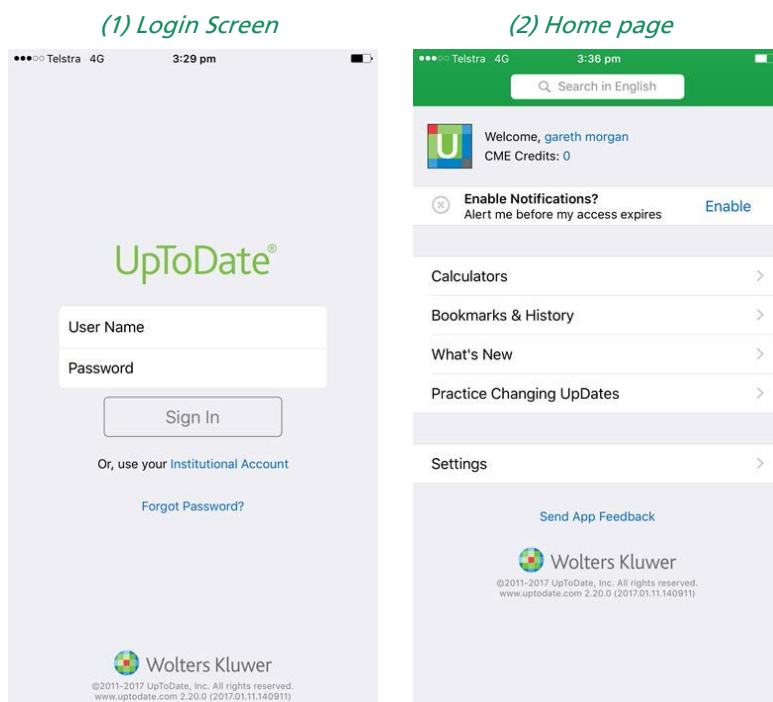 (1) Login Screen
Telstra 4G 3:29 pm
UpToDate®
User Name
Password
Sign In
Or, use your Institutional Account
Forgot Password?
Wolters Kluwer
©2011-2017 UpToDate, Inc. All rights reserved.
www.uptodate.com 2.20.0 (2017.01.11.140911)
(2) Home page
Telstra 4G 3:36 pm
Search in English
U
Welcome, gareth morgan
CME Credits: 0
Enable Notifications?
Alert me before my access expires
Enable
Calculators
Bookmarks & History
What's New
Practice Changing UpDates
Settings
Send App Feedback
Wolters Kluwer
©2011-2017 UpToDate, Inc. All rights reserved.
www.uptodate.com 2.20.0 (2017.01.11.140911)